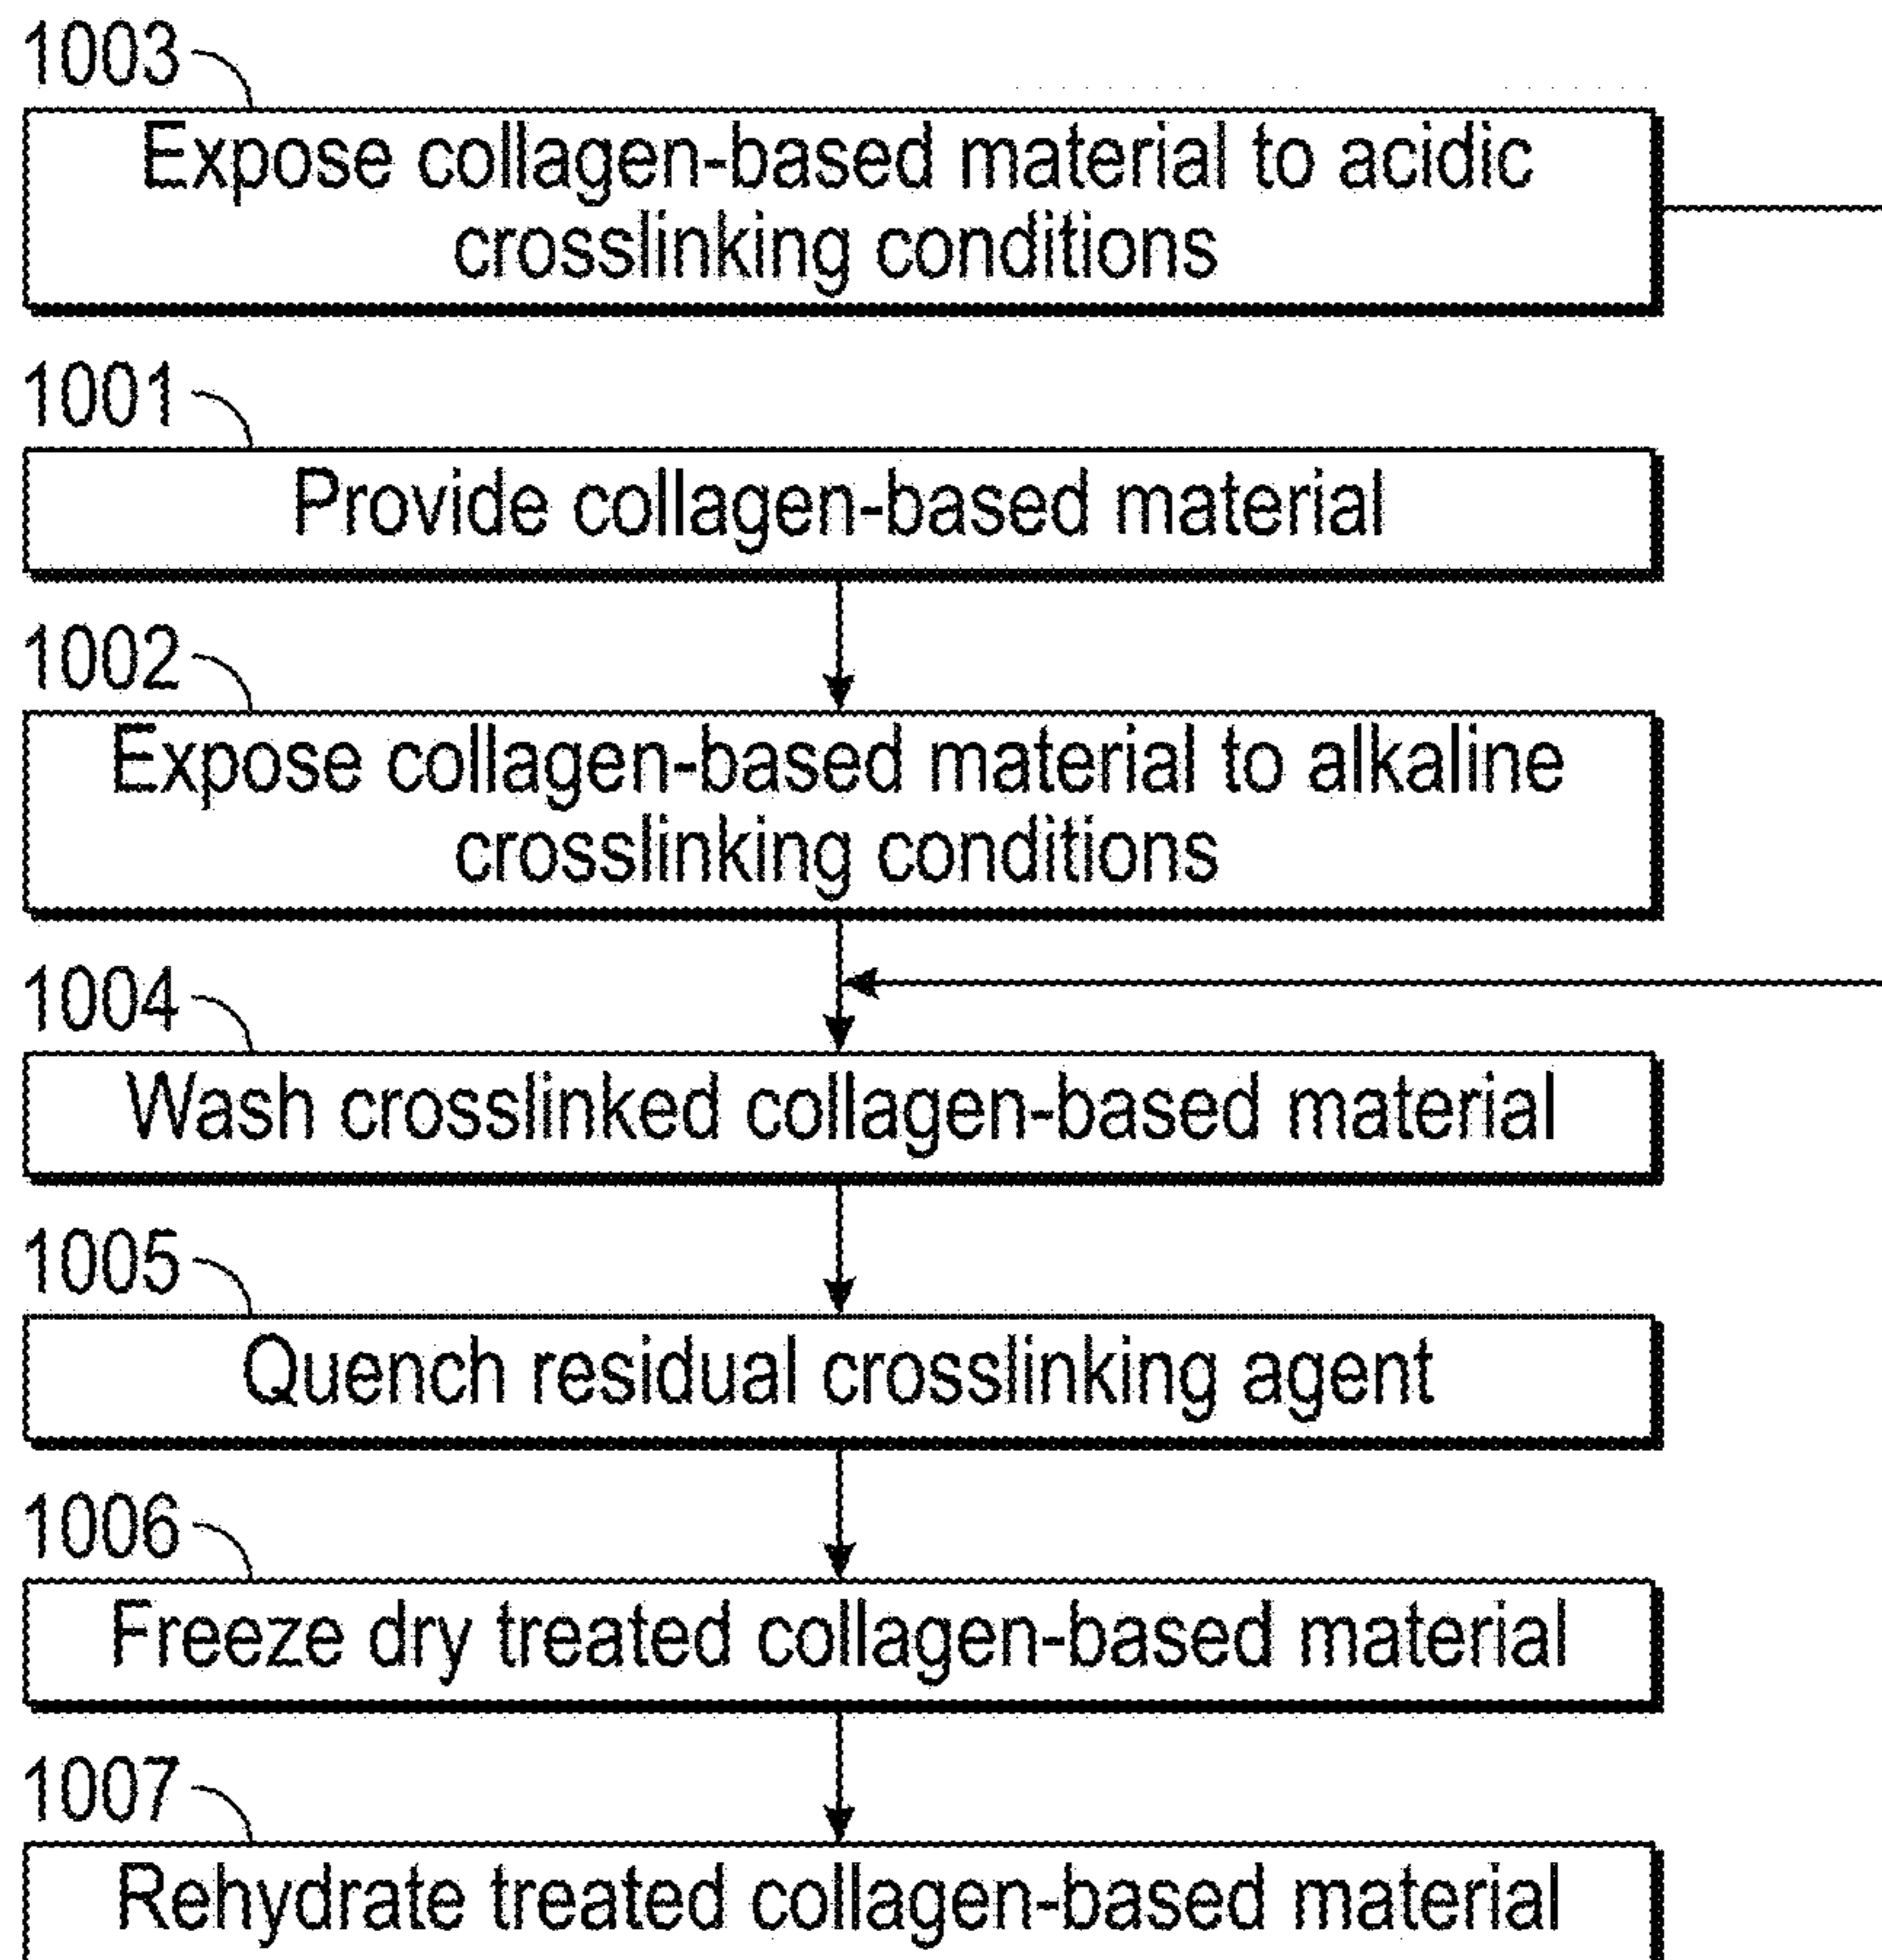 1003
Expose collagen-based material to acidic
crosslinking conditions
1001
Provide collagen-based material
1002
Expose collagen-based material to alkaline
crosslinking conditions
1004
Wash crosslinked collagen-based material
1005
Quench residual crosslinking agent
1006
Freeze dry treated collagen-based material
1007
Rehydrate treated collagen-based material